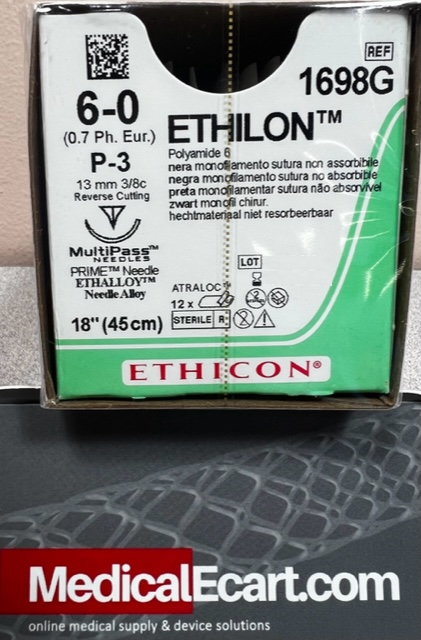 REF
1698G
6-0
(0.7 Ph. Eur.)
P-3
13 mm 3/8c
Reverse Cutting
MultiPass™
NEEDLES
PRIME™ Needle
ETHALLOY™
Needle Alloy
18" (45cm)
ETHILON™
Polyamide 6
nera monofilamento sutura non assorbibile
negra monofilamento sutura no absorbible
preta monofilamentar sutura não absorvível
zwart monofil chirur.
hechtmateriaal niet resorbeerbaar
LOT
ATRALOC™
12 x
2
STERILE R
ETHICON®
MedicalEcart.com
online medical supply & device solutions